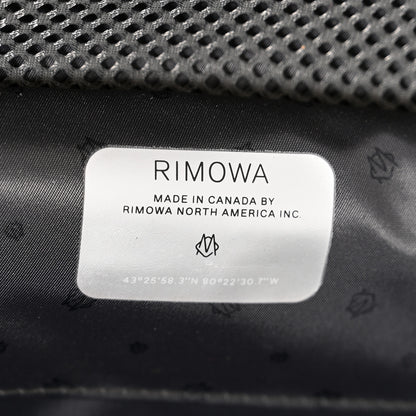 RIMOWA
MADE IN CANADA BY
RIMOWA NORTH AMERICA INC.
43°25'58.3"N 80°22'30.7"W